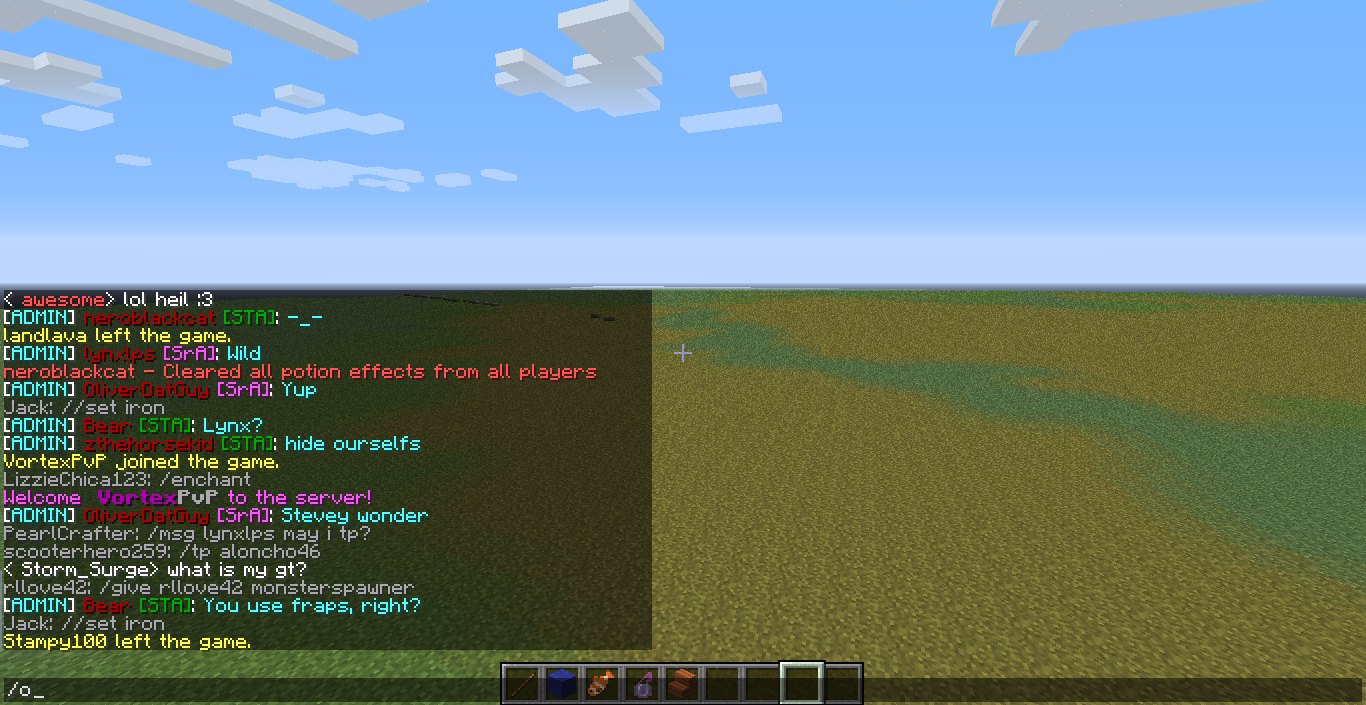 < awesome> lol heil :3
[ADMIN] neroblackcat [STA]: -_-
landlava left the game.
[ADMIN] lynxlps [SrA]: Wild
neroblackcat - Cleared all potion effects from all players
[ADMIN] OliverDatGuy [SrA]: Yup
Jack: //set iron
[ADMIN] Bear [STA]: Lynx?
[ADMIN] zthehorsekid [STA]: hide ourselfs
VortexPvP joined the game.
LizzieChica123: /enchant
Welcome VortexPvP to the server!
[ADMIN] OliverDatGuy [SrA]: Stevey wonder
PearlCrafter: /msg lynxlps may i tp?
scooterhero259: /tp aloncho46
< Storm_Surge> what is my gt?
rllove42: /give rllove42 monsterspawner
[ADMIN] Bear [STA]: You use fraps, right?
Jack: //set iron
Stampy100 left the game.
/o_